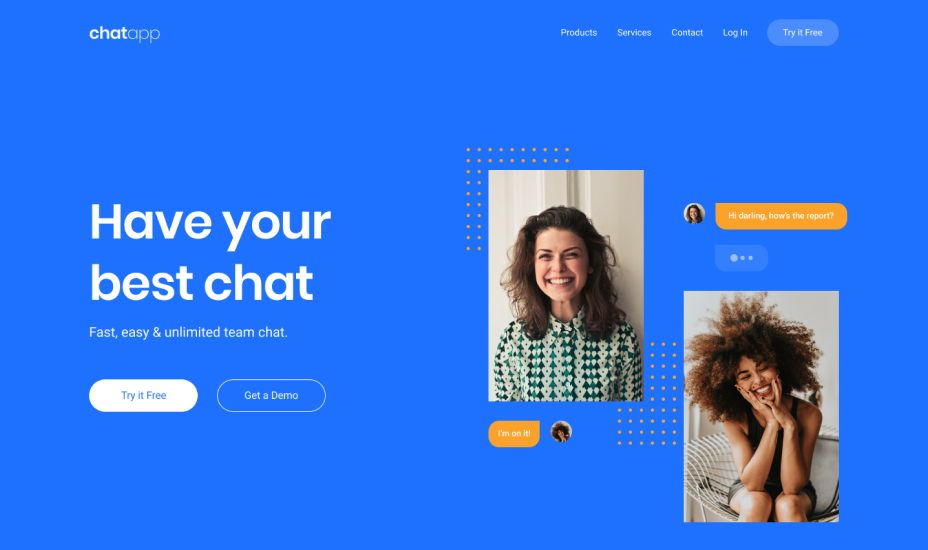 chatapp
Products Services Contact Log In Try it Free
Have your
best chat
Fast, easy & unlimited team chat.
Try it Free Get a Demo
Hi darling, how's the report?
I'm on it!